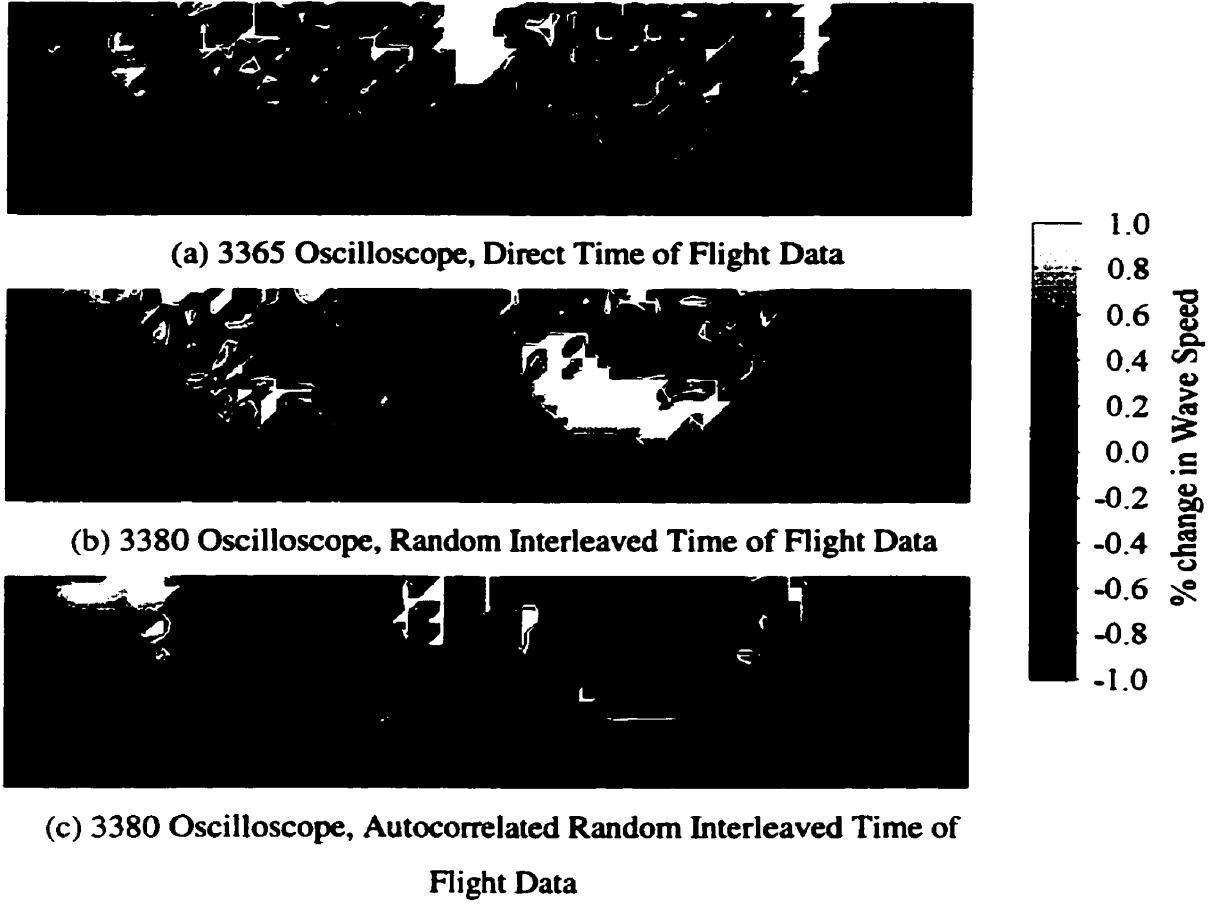 (a) 3365 Oscilloscope, Direct Time of Flight Data
(b) 3380 Oscilloscope, Random Interleaved Time of Flight Data
(c) 3380 Oscilloscope, Autocorrelated Random Interleaved Time of
Flight Data
1.0
0.8
0.6
0.4
0.2
0.0
-0.2
-0.4
-0.6
-0.8
-1.0
% change in Wave Speed